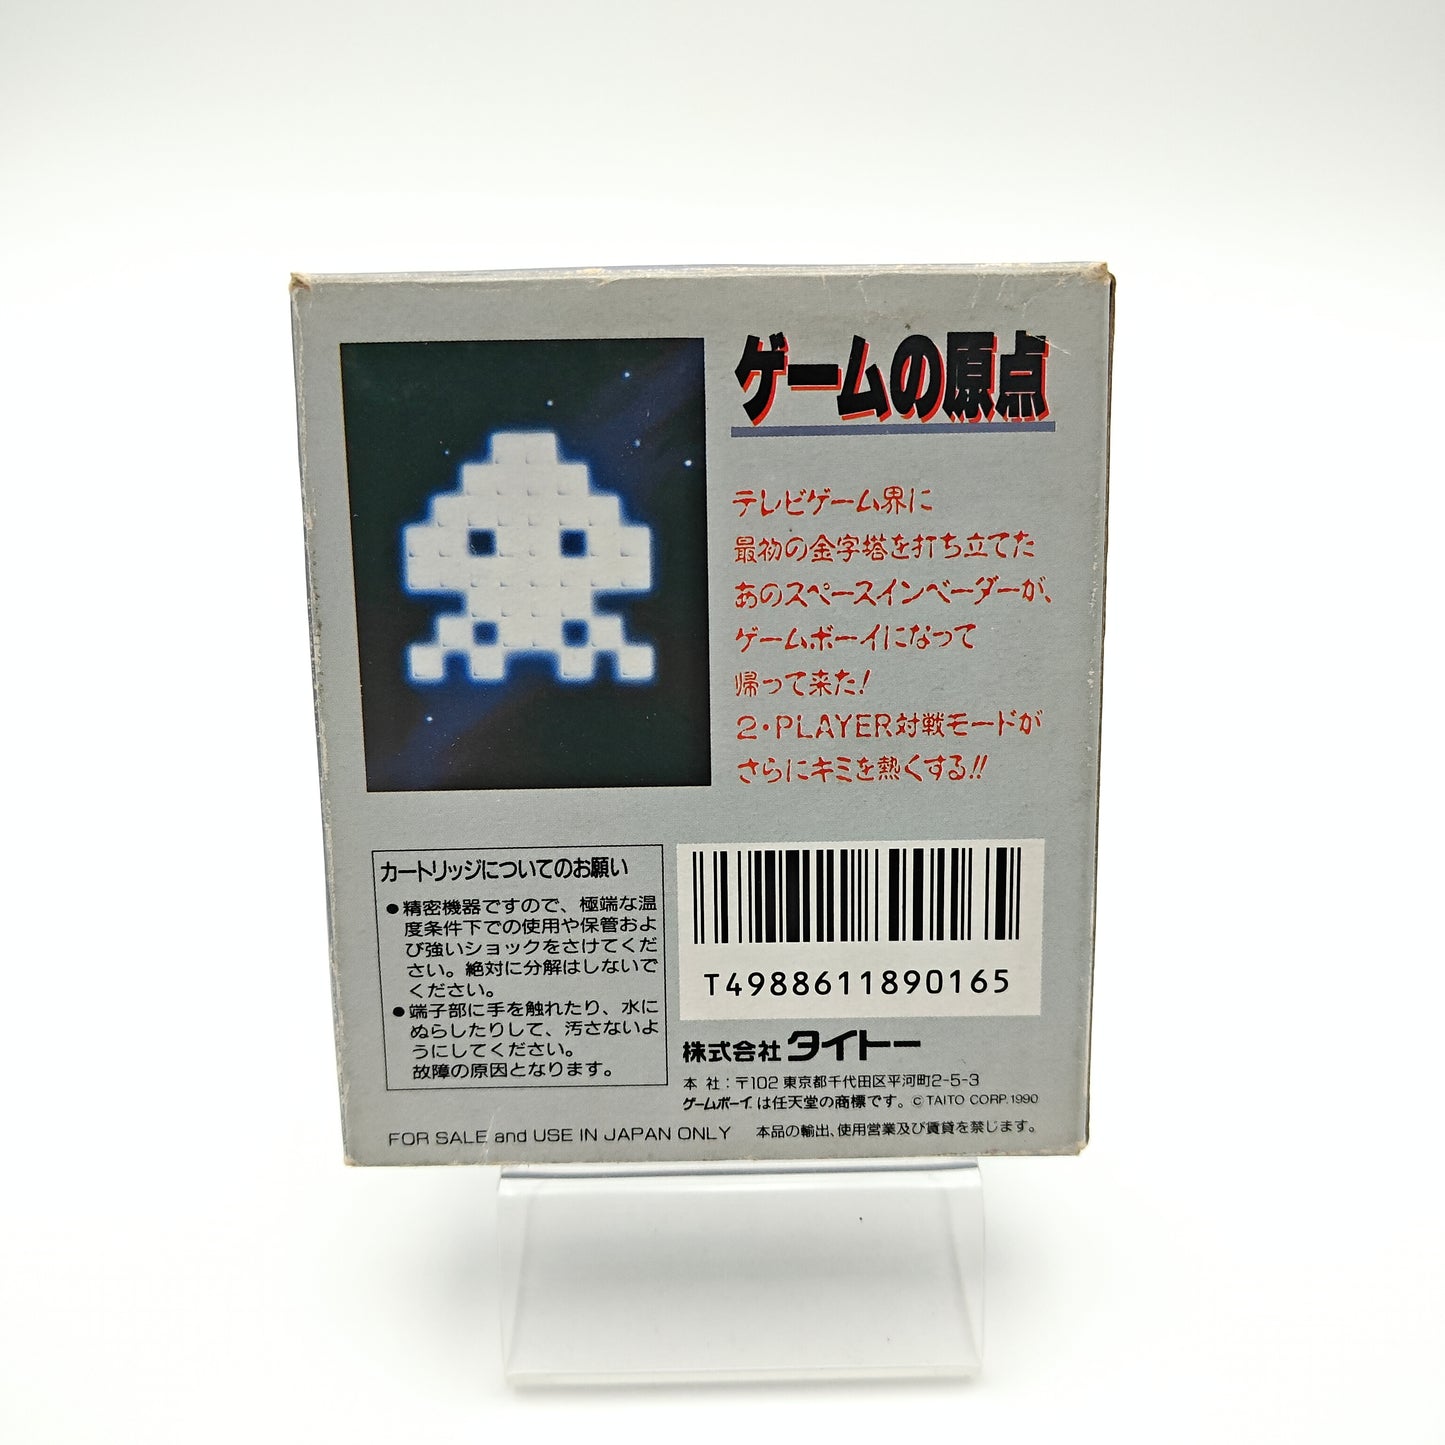 ゲームの原点
テレビゲーム界に
最初の金字塔を打ち立てた
あのスペースインベーダーが、
ゲームボーイになって
帰って来た!
2・PLAYER対戦モードが
さらにキミを熱くする!!
カートリッジについてのお願い
●精密機器ですので、極端な温
度条件下での使用や保管およ
び強いショックをさけてくだ
さい。絶対に分解はしないで
ください。
●端子部に手を触れたり、水に
ぬらしたりして、汚さないよ
うにしてください。
故障の原因となります。
T4988611890165
株式会社 タイトー
本社:〒102 東京都千代田区平河町2-5-3
ゲームボーイは任天堂の商標です。© TAITO CORP. 1990
FOR SALE and USE IN JAPAN ONLY 本品の輸出、使用営業及び賃貸を禁じます。